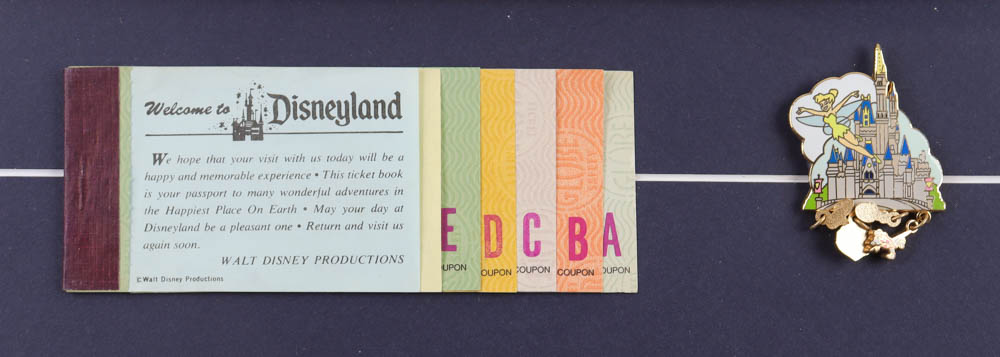 Welcome to Disneyland
We hope that your visit with us today will be a
happy and memorable experience • This ticket book
is your passport to many wonderful adventures in
the Happiest Place On Earth • May your day at
Disneyland be a pleasant one • Return and visit us
again soon.
WALT DISNEY PRODUCTIONS
©Walt Disney Productions
E D C B A
OUPON COUPON COUPON COUPON COUPON
GLOBE